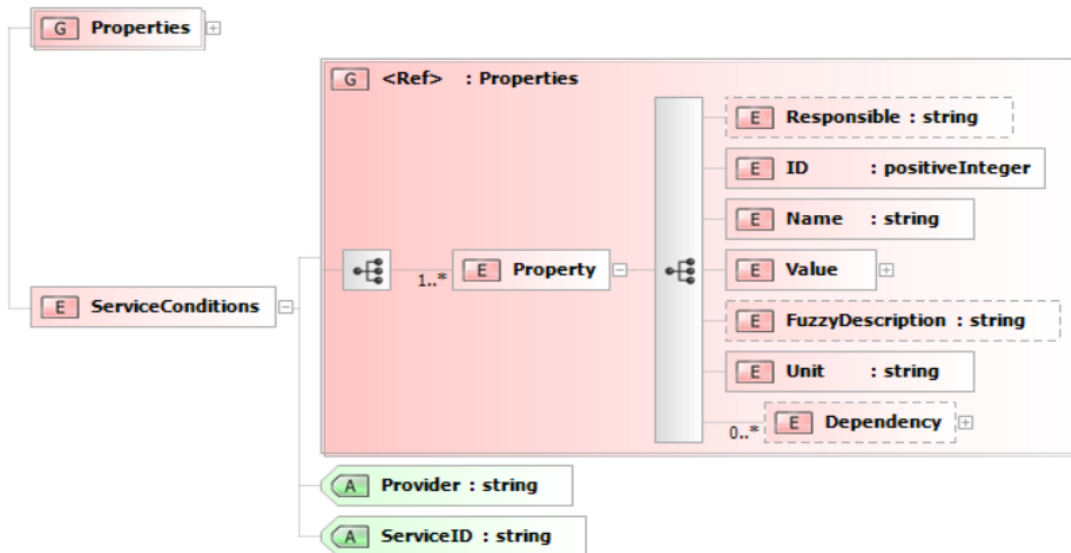 G Properties
G <Ref> : Properties
E Responsible : string
E ID : positiveInteger
E Name : string
1..* E Property
E Value
E ServiceConditions
E FuzzyDescription : string
E Unit : string
0..* E Dependency
A Provider : string
A ServiceID : string